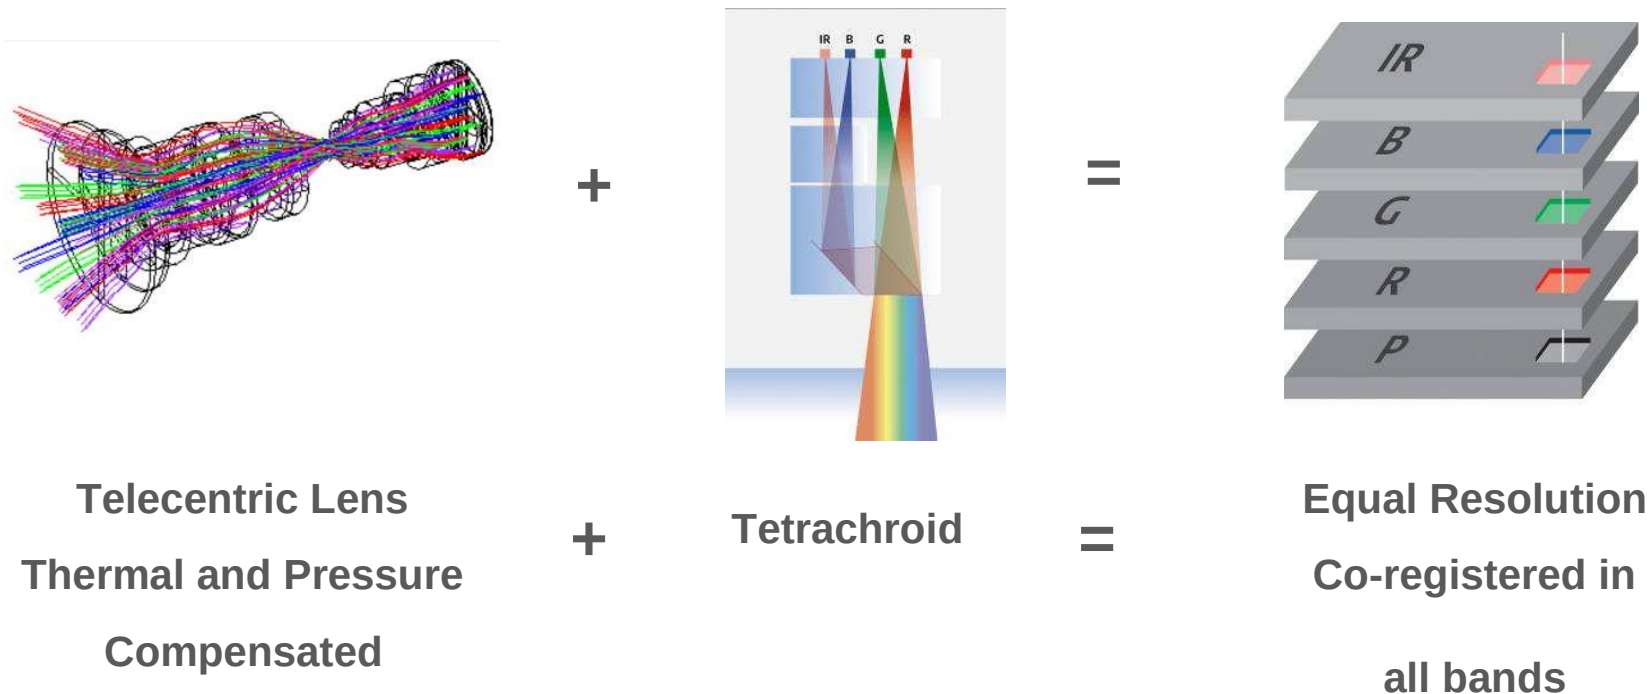 IR B G R
+
=
IR
B
G
R
P
Telecentric Lens
Thermal and Pressure
Compensated
+
Tetrachroid
=
Equal Resolution
Co-registered in
all bands